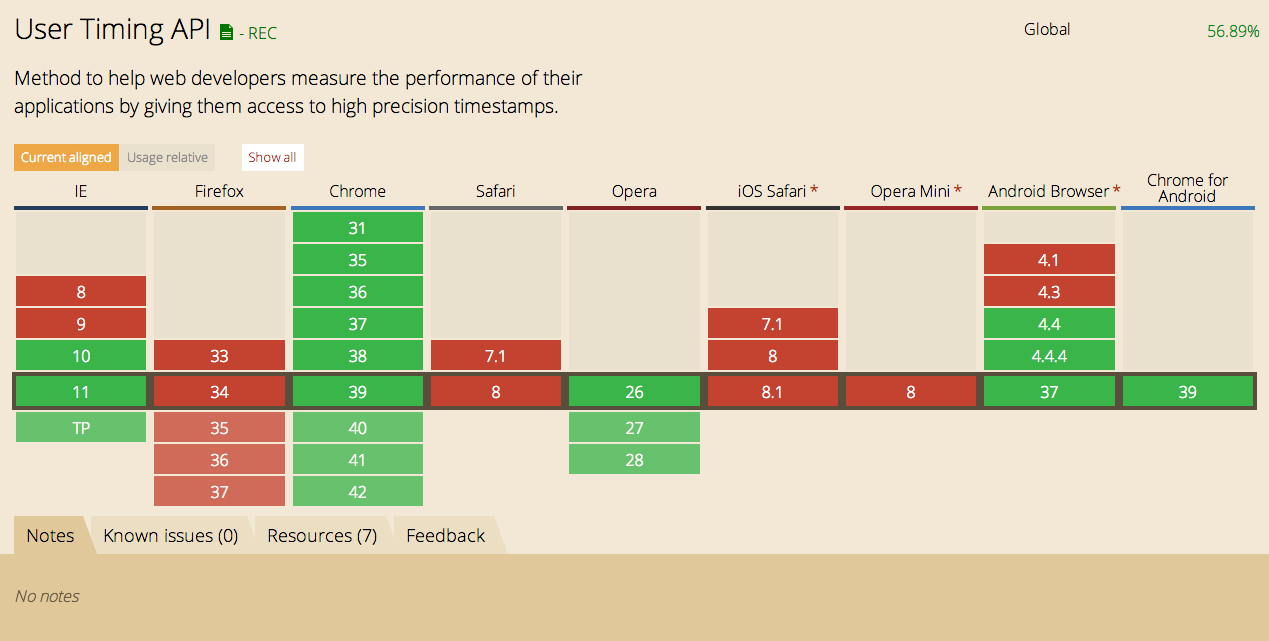 User Timing API - REC
Global 56.89%
Method to help web developers measure the performance of their
applications by giving them access to high precision timestamps.
Current aligned Usage relative Show all
IE Firefox Chrome Safari Opera iOS Safari * Opera Mini * Android Browser * Chrome for
Android
31
35 4.1
8 36 4.3
9 37 7.1 4.4
10 33 38 7.1 8 4.4.4
11 34 39 8 26 8.1 8 37 39
TP 35 40 27
36 41 28
37 42
Notes Known issues (0) Resources (7) Feedback
No notes